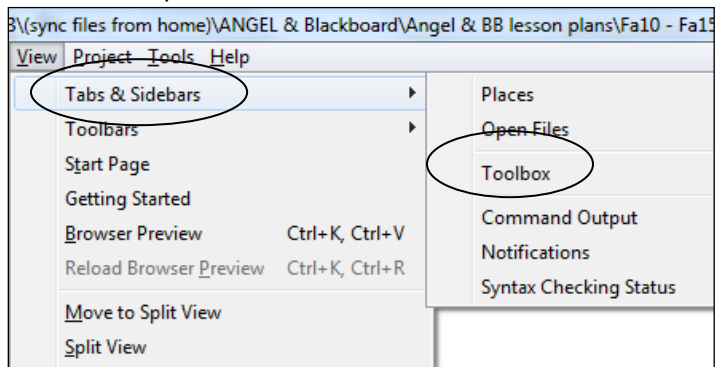 3\(sync files from home)\ANGEL & Blackboard\Angel & BB lesson plans\Fa10 - Fa15
View Project Tools Help
Tabs & Sidebars
Toolbars
Start Page
Getting Started
Browser Preview Ctrl+K, Ctrl+V
Reload Browser Preview Ctrl+K, Ctrl+R
Move to Split View
Split View
Places
Open Files
Toolbox
Command Output
Notifications
Syntax Checking Status